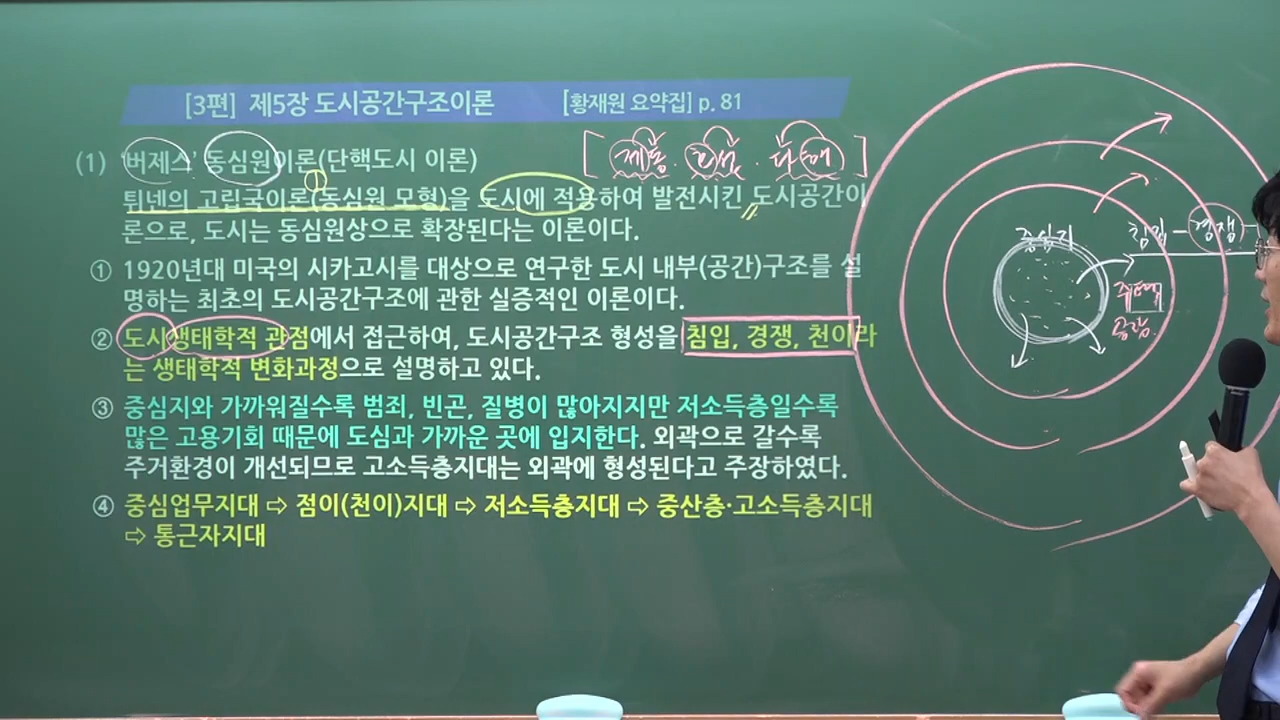 [3편] 제5장 도시공간구조이론 [황재원 요약집] p. 81
(1) '버제스' 동심원이론(단핵도시 이론)
튀넨의 고립국이론(동심원 모형)을 도시에 적용하여 발전시킨 도시공간이
론으로, 도시는 동심원상으로 확장된다는 이론이다.
① 1920년대 미국의 시카고시를 대상으로 연구한 도시 내부(공간)구조를 설
명하는 최초의 도시공간구조에 관한 실증적인 이론이다.
② 도시생태학적 관점에서 접근하여, 도시공간구조 형성을 침입, 경쟁, 천이라
는 생태학적 변화과정으로 설명하고 있다.
③ 중심지와 가까워질수록 범죄, 빈곤, 질병이 많아지지만 저소득층일수록
많은 고용기회 때문에 도심과 가까운 곳에 입지한다. 외곽으로 갈수록
주거환경이 개선되므로 고소득층지대는 외곽에 형성된다고 주장하였다.
④ 중심업무지대 ⇨ 점이(천이)지대 ⇨ 저소득층지대 ⇨ 중산층·고소득층지대
⇨ 통근자지대
중심지
침입 - 경쟁 -